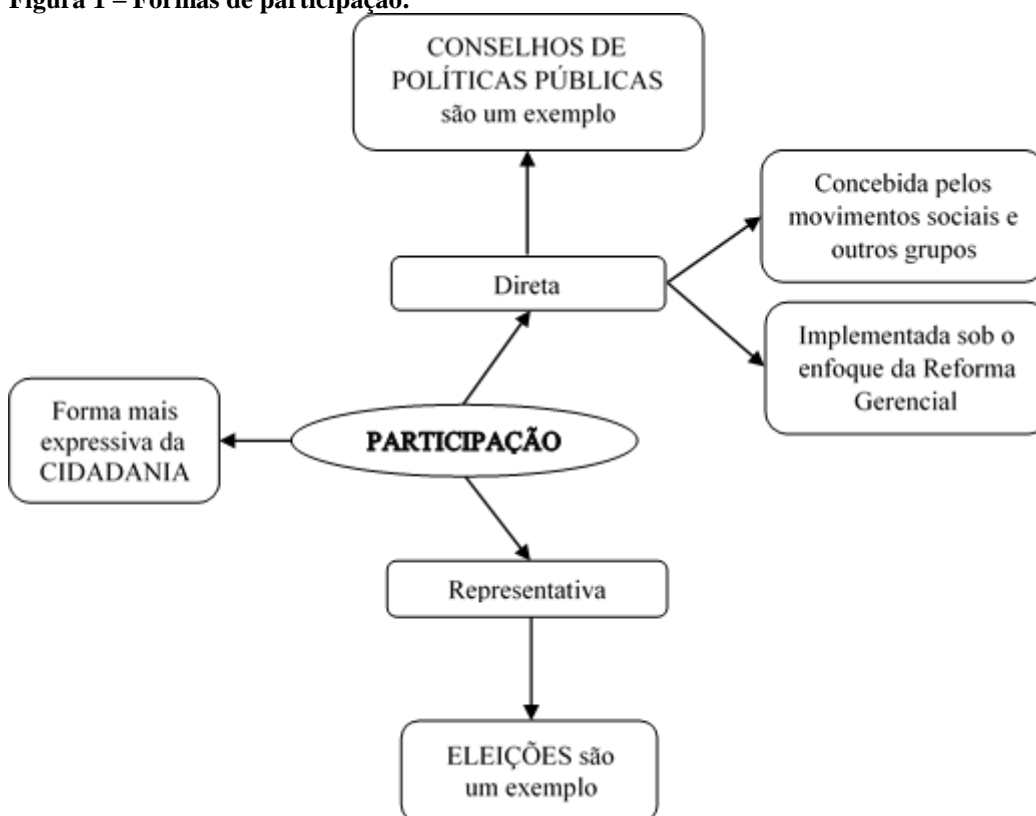 Figura 1 – Formas de participação.
CONSELHOS DE
POLÍTICAS PÚBLICAS
são um exemplo
Concebida pelos
movimentos sociais e
outros grupos
Direta
Implementada sob o
enfoque da Reforma
Gerencial
Forma mais
expressiva da
CIDADANIA
PARTICIPAÇÃO
Representativa
ELEIÇÕES são
um exemplo